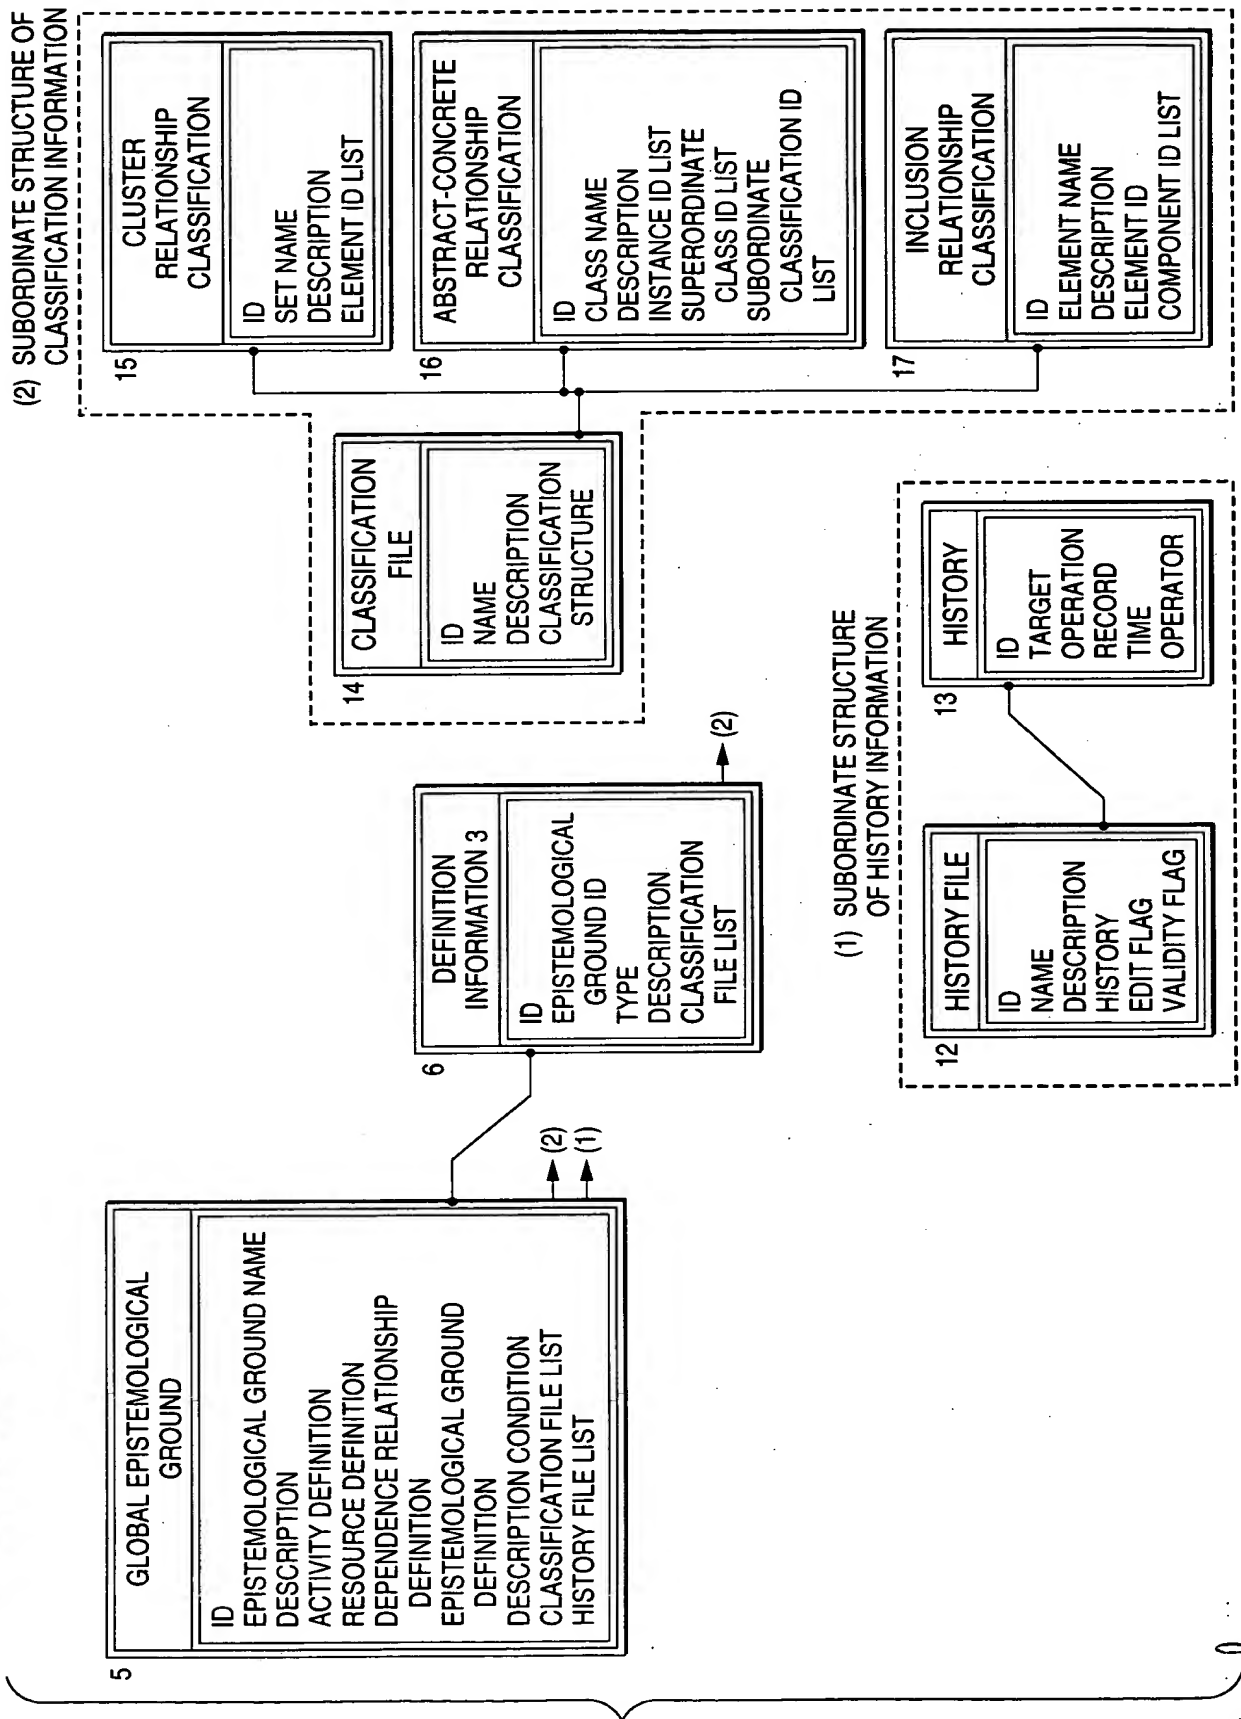 5
GLOBAL EPISTEMOLOGICAL
GROUND
ID
EPISTEMOLOGICAL GROUND NAME
DESCRIPTION
ACTIVITY DEFINITION
RESOURCE DEFINITION
DEPENDENCE RELATIONSHIP
DEFINITION
EPISTEMOLOGICAL GROUND
DEFINITION
DESCRIPTION CONDITION
CLASSIFICATION FILE LIST
HISTORY FILE LIST
(2)
(1)
6
DEFINITION
INFORMATION 3
ID
EPISTEMOLOGICAL
GROUND ID
TYPE
DESCRIPTION
CLASSIFICATION
FILE LIST
(2)
(1) SUBORDINATE STRUCTURE
OF HISTORY INFORMATION
12
HISTORY FILE
ID
NAME
DESCRIPTION
HISTORY
EDIT FLAG
VALIDITY FLAG
13
HISTORY
ID
TARGET
OPERATION
RECORD
TIME
OPERATOR
(2) SUBORDINATE STRUCTURE OF
CLASSIFICATION INFORMATION
14
CLASSIFICATION
FILE
ID
NAME
DESCRIPTION
CLASSIFICATION
STRUCTURE
15
CLUSTER
RELATIONSHIP
CLASSIFICATION
ID
SET NAME
DESCRIPTION
ELEMENT ID LIST
16
ABSTRACT-CONCRETE
RELATIONSHIP
CLASSIFICATION
ID
CLASS NAME
DESCRIPTION
INSTANCE ID LIST
SUPERORDINATE
CLASS ID LIST
SUBORDINATE
CLASSIFICATION ID
LIST
17
INCLUSION
RELATIONSHIP
CLASSIFICATION
ID
ELEMENT NAME
DESCRIPTION
ELEMENT ID
COMPONENT ID LIST